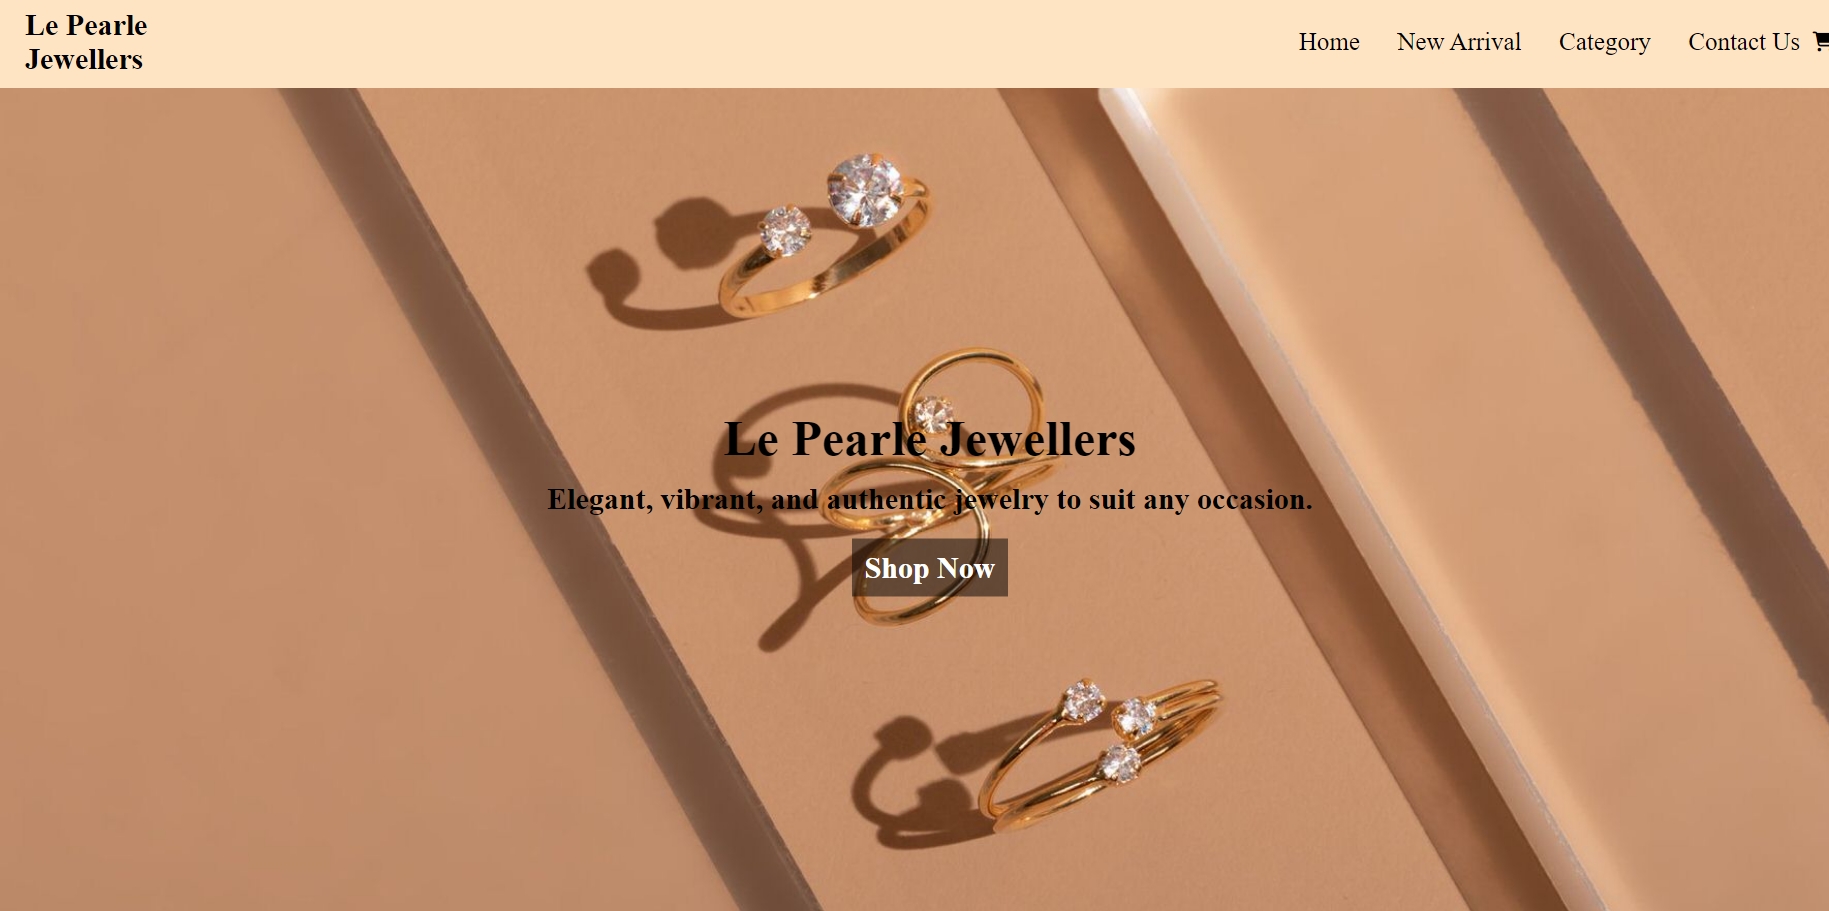 Le Pearle
Jewellers
Home New Arrival Category Contact Us
Le Pearle Jewellers
Elegant, vibrant, and authentic jewelry to suit any occasion.
Shop Now